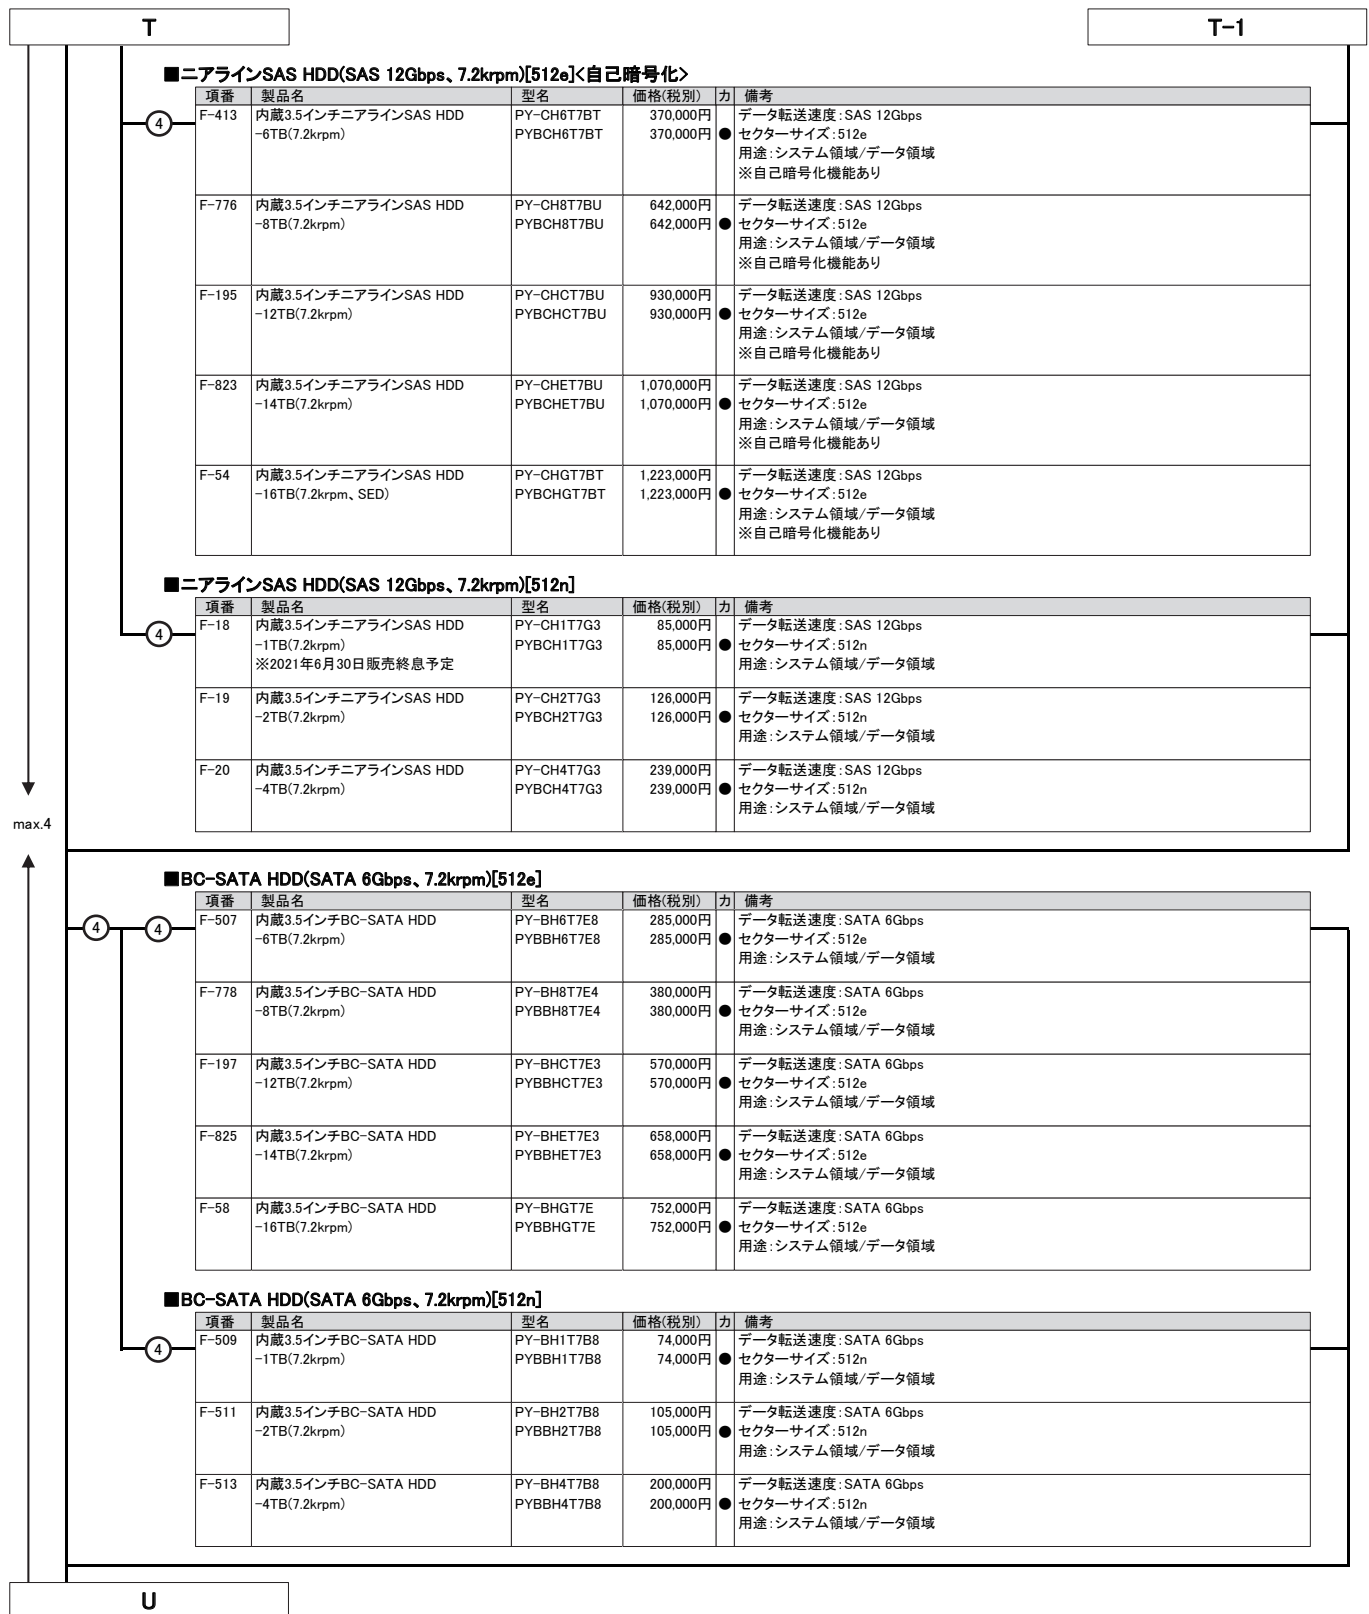 T
T-1
■ニアラインSAS HDD(SAS 12Gbps、7.2krpm)[512e]<自己暗号化>
項番 製品名 型名 価格(税別) カ 備考
④ F-413 内蔵3.5インチニアラインSAS HDD PY-CH6T7BT 370,000円 データ転送速度:SAS 12Gbps
-6TB(7.2krpm) PYBCH6T7BT 370,000円 ● セクターサイズ:512e
用途:システム領域/データ領域
※自己暗号化機能あり
F-776 内蔵3.5インチニアラインSAS HDD PY-CH8T7BU 642,000円 データ転送速度:SAS 12Gbps
-8TB(7.2krpm) PYBCH8T7BU 642,000円 ● セクターサイズ:512e
用途:システム領域/データ領域
※自己暗号化機能あり
F-195 内蔵3.5インチニアラインSAS HDD PY-CHCT7BU 930,000円 データ転送速度:SAS 12Gbps
-12TB(7.2krpm) PYBCHCT7BU 930,000円 ● セクターサイズ:512e
用途:システム領域/データ領域
※自己暗号化機能あり
F-823 内蔵3.5インチニアラインSAS HDD PY-CHET7BU 1,070,000円 データ転送速度:SAS 12Gbps
-14TB(7.2krpm) PYBCHET7BU 1,070,000円 ● セクターサイズ:512e
用途:システム領域/データ領域
※自己暗号化機能あり
F-54 内蔵3.5インチニアラインSAS HDD PY-CHGT7BT 1,223,000円 データ転送速度:SAS 12Gbps
-16TB(7.2krpm、SED) PYBCHGT7BT 1,223,000円 ● セクターサイズ:512e
用途:システム領域/データ領域
※自己暗号化機能あり
■ニアラインSAS HDD(SAS 12Gbps、7.2krpm)[512n]
項番 製品名 型名 価格(税別) カ 備考
④ F-18 内蔵3.5インチニアラインSAS HDD PY-CH1T7G3 85,000円 データ転送速度:SAS 12Gbps
-1TB(7.2krpm) PYBCH1T7G3 85,000円 ● セクターサイズ:512n
※2021年6月30日販売終息予定 用途:システム領域/データ領域
F-19 内蔵3.5インチニアラインSAS HDD PY-CH2T7G3 126,000円 データ転送速度:SAS 12Gbps
-2TB(7.2krpm) PYBCH2T7G3 126,000円 ● セクターサイズ:512n
用途:システム領域/データ領域
F-20 内蔵3.5インチニアラインSAS HDD PY-CH4T7G3 239,000円 データ転送速度:SAS 12Gbps
-4TB(7.2krpm) PYBCH4T7G3 239,000円 ● セクターサイズ:512n
用途:システム領域/データ領域
max.4
■BC-SATA HDD(SATA 6Gbps、7.2krpm)[512e]
項番 製品名 型名 価格(税別) カ 備考
④ ④ F-507 内蔵3.5インチBC-SATA HDD PY-BH6T7E8 285,000円 データ転送速度:SATA 6Gbps
-6TB(7.2krpm) PYBBH6T7E8 285,000円 ● セクターサイズ:512e
用途:システム領域/データ領域
F-778 内蔵3.5インチBC-SATA HDD PY-BH8T7E4 380,000円 データ転送速度:SATA 6Gbps
-8TB(7.2krpm) PYBBH8T7E4 380,000円 ● セクターサイズ:512e
用途:システム領域/データ領域
F-197 内蔵3.5インチBC-SATA HDD PY-BHCT7E3 570,000円 データ転送速度:SATA 6Gbps
-12TB(7.2krpm) PYBBHCT7E3 570,000円 ● セクターサイズ:512e
用途:システム領域/データ領域
F-825 内蔵3.5インチBC-SATA HDD PY-BHET7E3 658,000円 データ転送速度:SATA 6Gbps
-14TB(7.2krpm) PYBBHET7E3 658,000円 ● セクターサイズ:512e
用途:システム領域/データ領域
F-58 内蔵3.5インチBC-SATA HDD PY-BHGT7E 752,000円 データ転送速度:SATA 6Gbps
-16TB(7.2krpm) PYBBHGT7E 752,000円 ● セクターサイズ:512e
用途:システム領域/データ領域
■BC-SATA HDD(SATA 6Gbps、7.2krpm)[512n]
項番 製品名 型名 価格(税別) カ 備考
④ F-509 内蔵3.5インチBC-SATA HDD PY-BH1T7B8 74,000円 データ転送速度:SATA 6Gbps
-1TB(7.2krpm) PYBBH1T7B8 74,000円 ● セクターサイズ:512n
用途:システム領域/データ領域
F-511 内蔵3.5インチBC-SATA HDD PY-BH2T7B8 105,000円 データ転送速度:SATA 6Gbps
-2TB(7.2krpm) PYBBH2T7B8 105,000円 ● セクターサイズ:512n
用途:システム領域/データ領域
F-513 内蔵3.5インチBC-SATA HDD PY-BH4T7B8 200,000円 データ転送速度:SATA 6Gbps
-4TB(7.2krpm) PYBBH4T7B8 200,000円 ● セクターサイズ:512n
用途:システム領域/データ領域
U